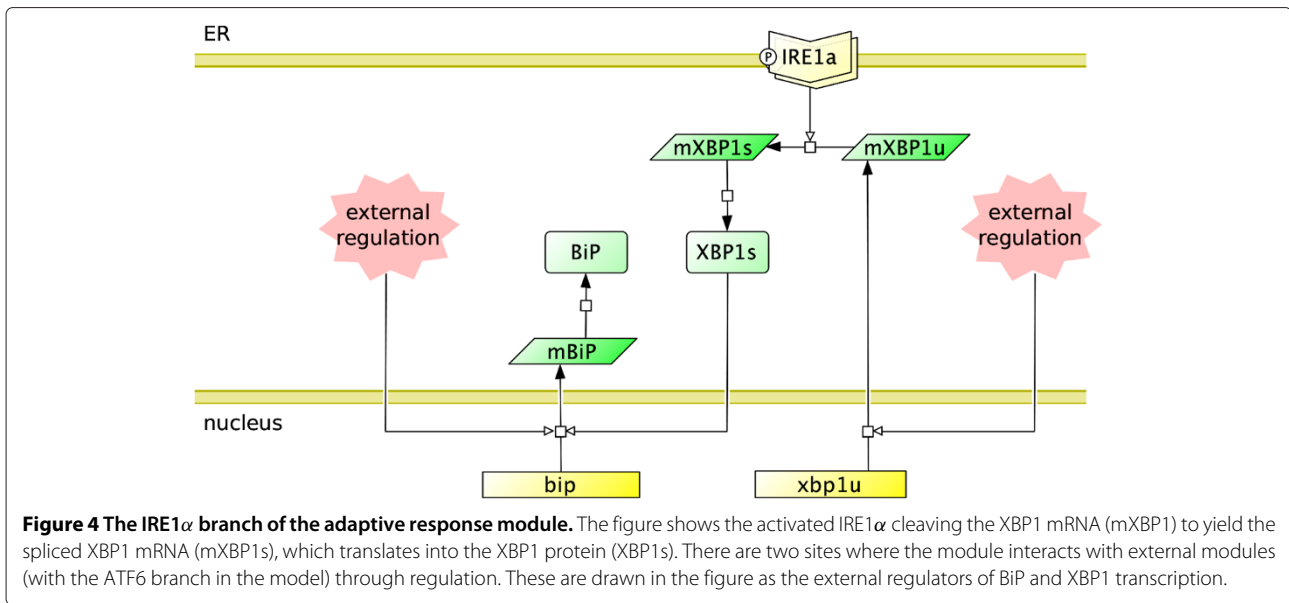 ER
P
IRE1a
mXBP1s
mXBP1u
external
regulation
external
regulation
BiP
XBP1s
mBiP
nucleus
bip
xbp1u
Figure 4 The IRE1α branch of the adaptive response module. The figure shows the activated IRE1α cleaving the XBP1 mRNA (mXBP1) to yield the
spliced XBP1 mRNA (mXBP1s), which translates into the XBP1 protein (XBP1s). There are two sites where the module interacts with external modules
(with the ATF6 branch in the model) through regulation. These are drawn in the figure as the external regulators of BiP and XBP1 transcription.